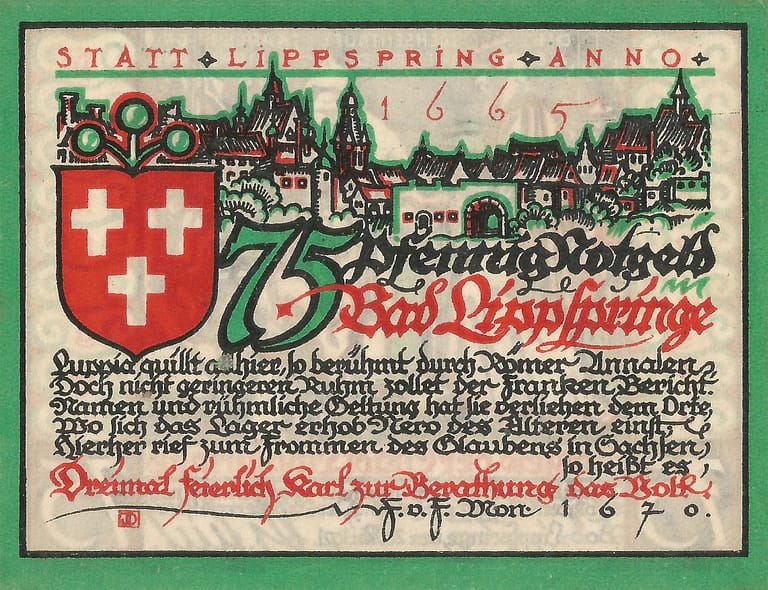 STATT LIPPSPRING ANNO
1665
75 Pfennig Notgeld
in
Bad Lippspringe
Luppia quillt allhier, so berühmt durch Römer Annalen,
Doch nicht geringeren Ruhm zollet der Franken Bericht.
Namen und rühmliche Geltung hat sie verliehen dem Orte,
Wo sich das Lager erhob Nero des Älteren einst,
Hierher rief zum Frommen des Glaubens in Sachsen,
so heißt es,
Dreimal feierlich Karl zur Berathung das Volk.
F. v. F. Mon. 1670.